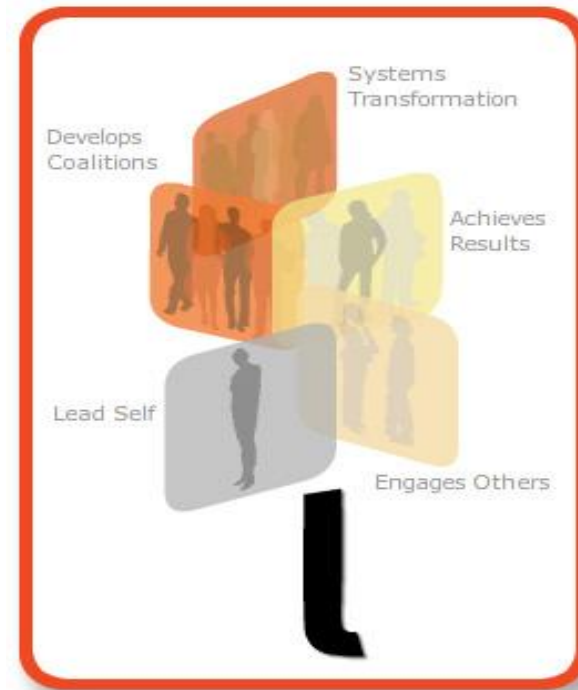 Systems
Transformation
Develops
Coalitions
Achieves
Results
Lead Self
Engages Others